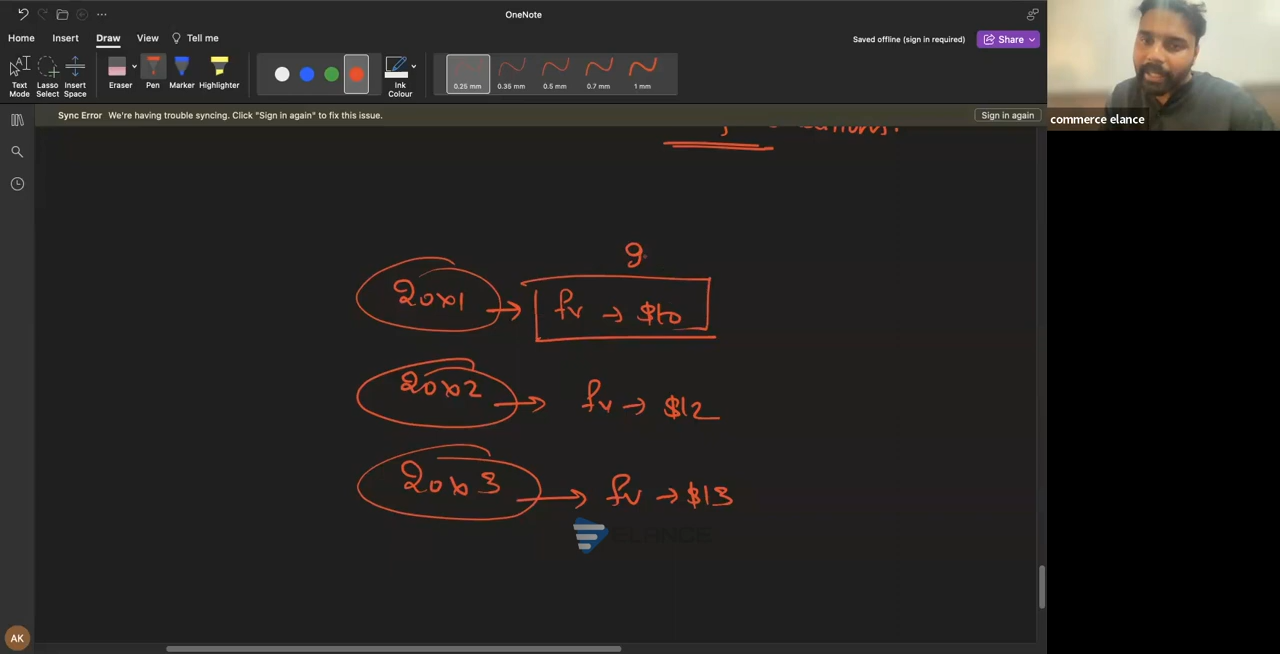 OneNote
Home Insert Draw View Tell me
Saved offline (sign in required) Share
Text Mode Lasso Select Insert Space Eraser Pen Marker Highlighter 0.25 mm 0.35 mm 0.5 mm 0.7 mm 1 mm Ink Colour
Sync Error We're having trouble syncing. Click "Sign in again" to fix this issue. Sign in again
commerce elance
g
20x1 → fv → $10
20x2 → fv → $12
20x3 → fv → $13
ELANCE
AK